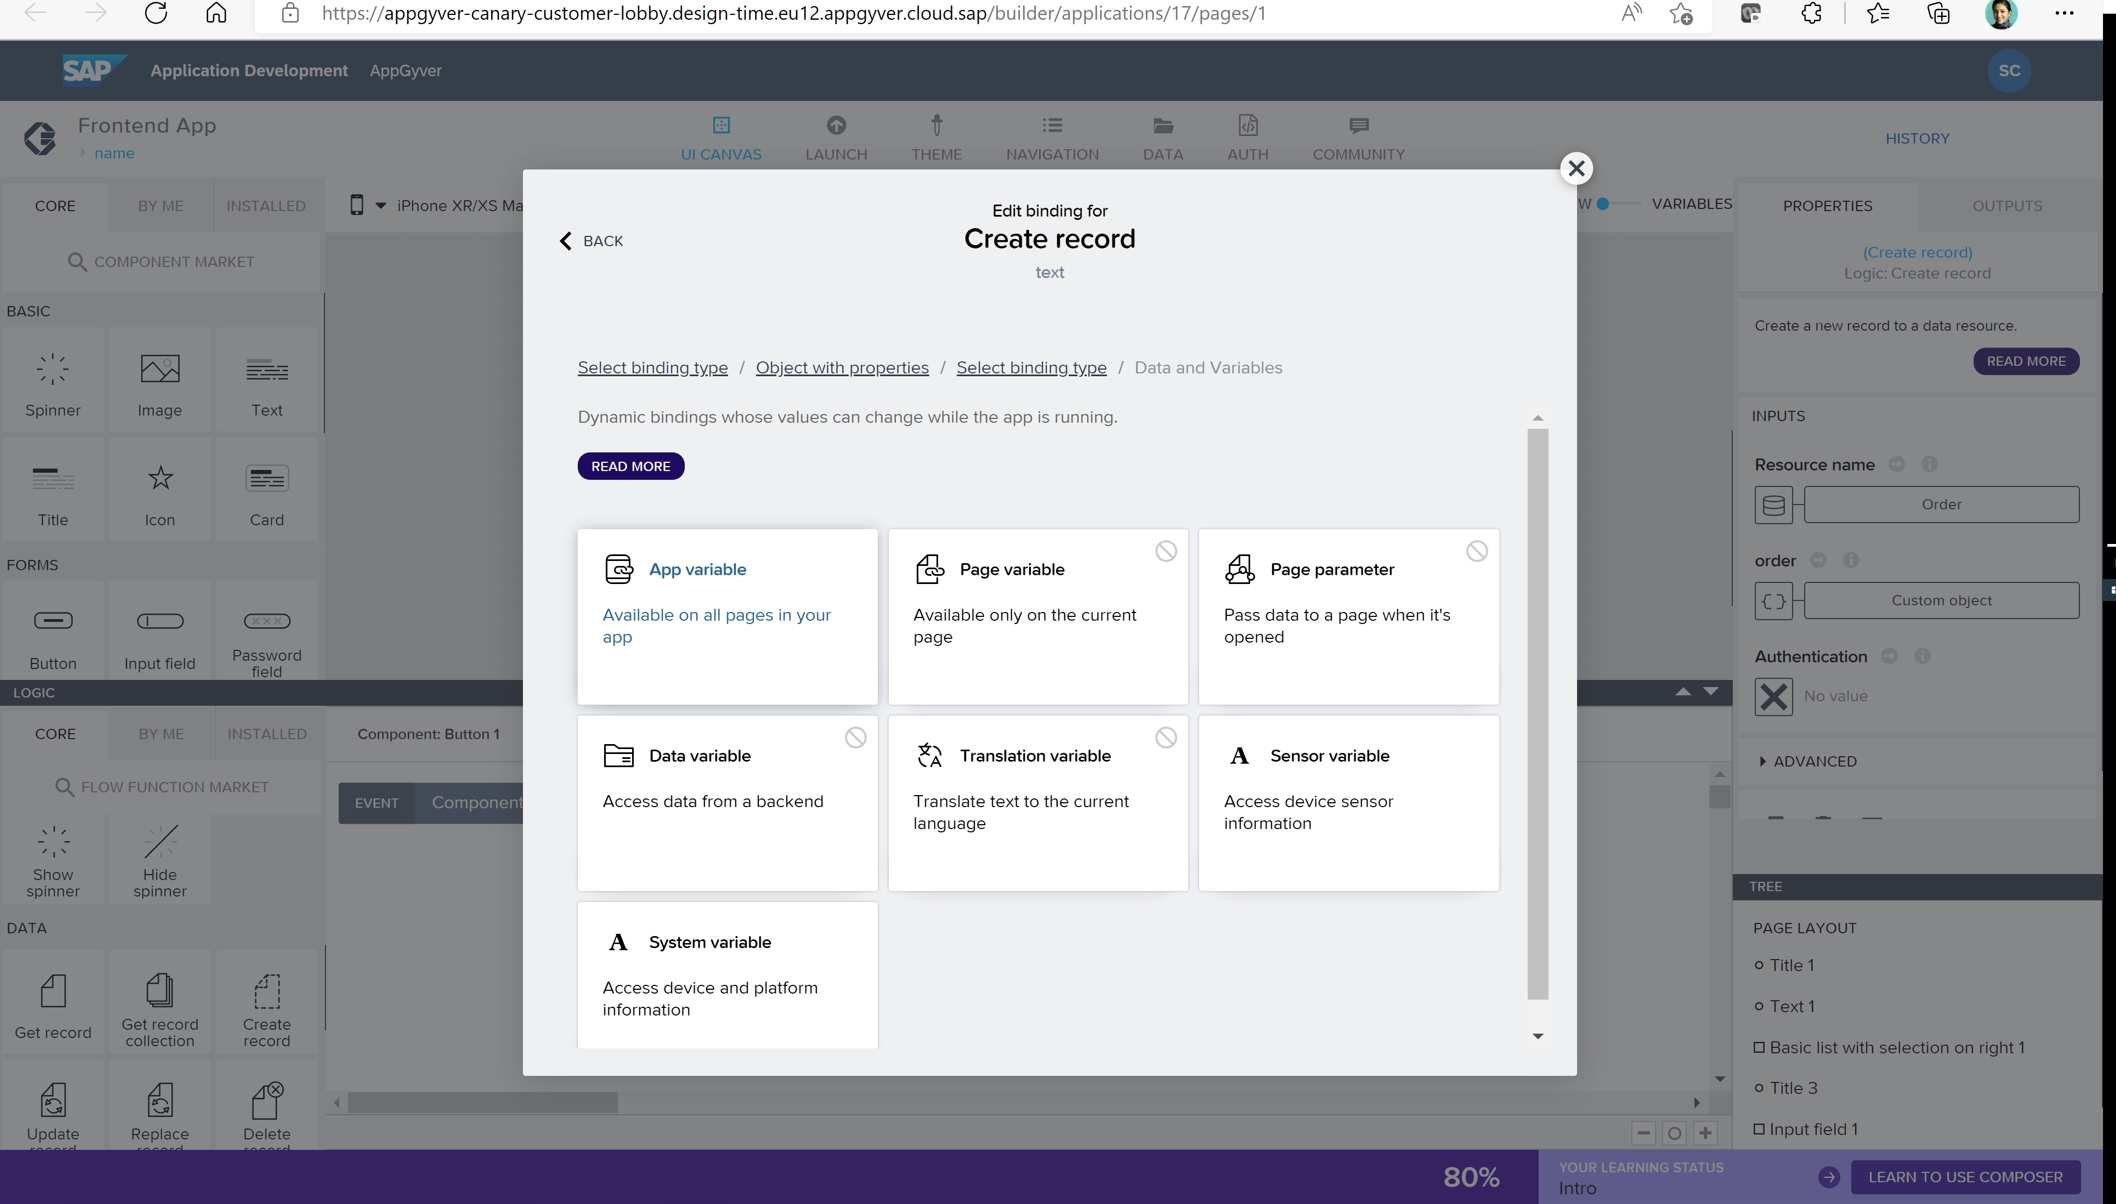 https://appgyver-canary-customer-lobby.design-time.eu12.appgyver.cloud.sap/builder/applications/17/pages/1
SAP Application Development AppGyver
SC
Frontend App
name
UI CANVAS LAUNCH THEME NAVIGATION DATA AUTH COMMUNITY
HISTORY
CORE BY ME INSTALLED
iPhone XR/XS Ma
W VARIABLES
PROPERTIES OUTPUTS
COMPONENT MARKET
BASIC
Spinner Image Text
Title Icon Card
FORMS
Button Input field Password field
LOGIC
CORE BY ME INSTALLED
Component: Button 1
FLOW FUNCTION MARKET
EVENT Component
Show spinner
Hide spinner
DATA
Get record
Get record collection
Create record
Update
Replace
Delete
Edit binding for
Create record
text
BACK
Select binding type / Object with properties / Select binding type / Data and Variables
Dynamic bindings whose values can change while the app is running.
READ MORE
App variable
Available on all pages in your
app
Page variable
Available only on the current
page
Page parameter
Pass data to a page when it's
opened
Data variable
Access data from a backend
Translation variable
Translate text to the current
language
Sensor variable
Access device sensor
information
System variable
Access device and platform
information
(Create record)
Logic: Create record
Create a new record to a data resource.
READ MORE
INPUTS
Resource name
Order
order
Custom object
Authentication
No value
ADVANCED
TREE
PAGE LAYOUT
Title 1
Text 1
Basic list with selection on right 1
Title 3
Input field 1
80%
YOUR LEARNING STATUS
Intro
LEARN TO USE COMPOSER